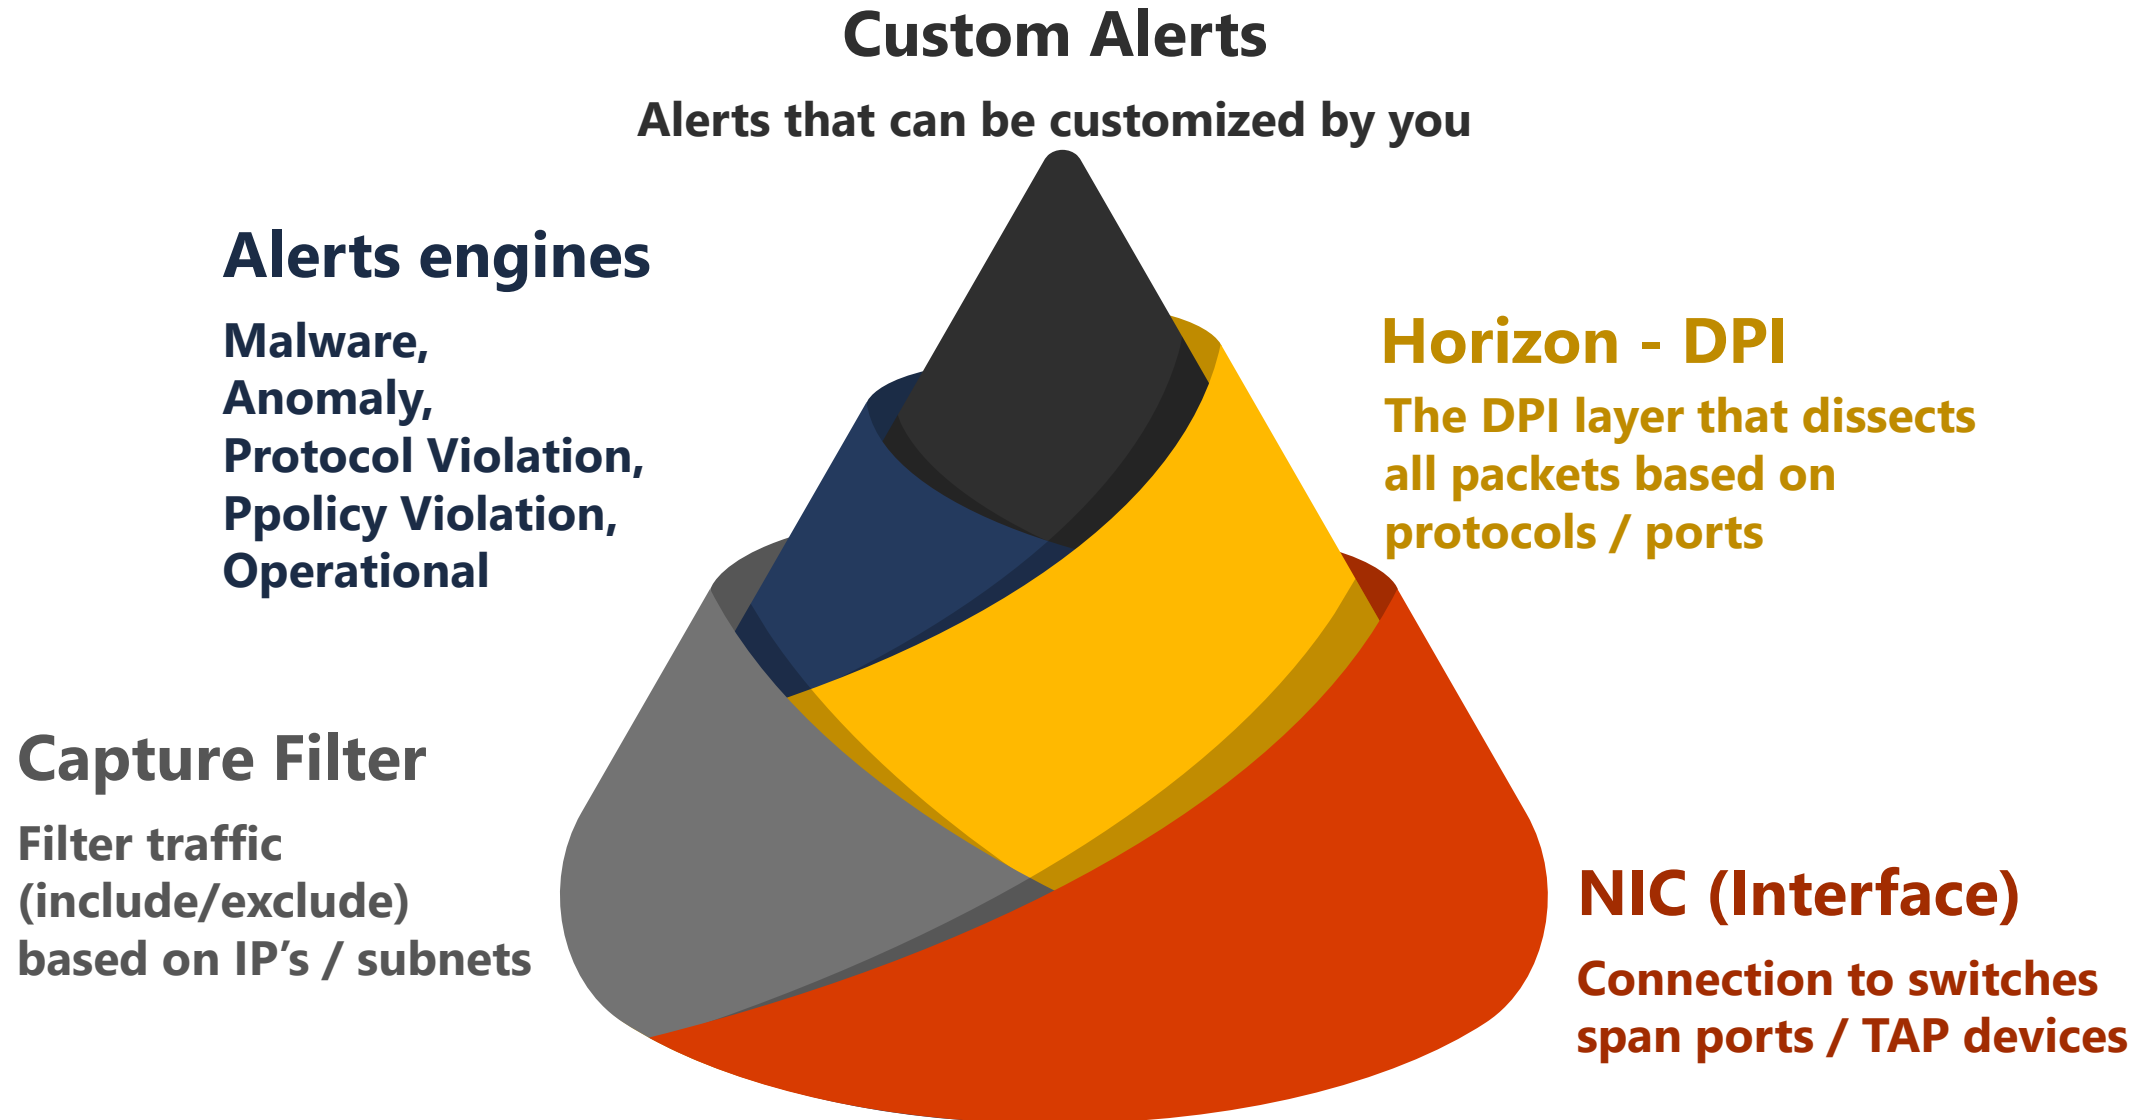 Custom Alerts
Alerts that can be customized by you
Alerts engines
Malware,
Anomaly,
Protocol Violation,
Ppolicy Violation,
Operational
Horizon - DPI
The DPI layer that dissects
all packets based on
protocols / ports
Capture Filter
Filter traffic
(include/exclude)
based on IP’s / subnets
NIC (Interface)
Connection to switches
span ports / TAP devices